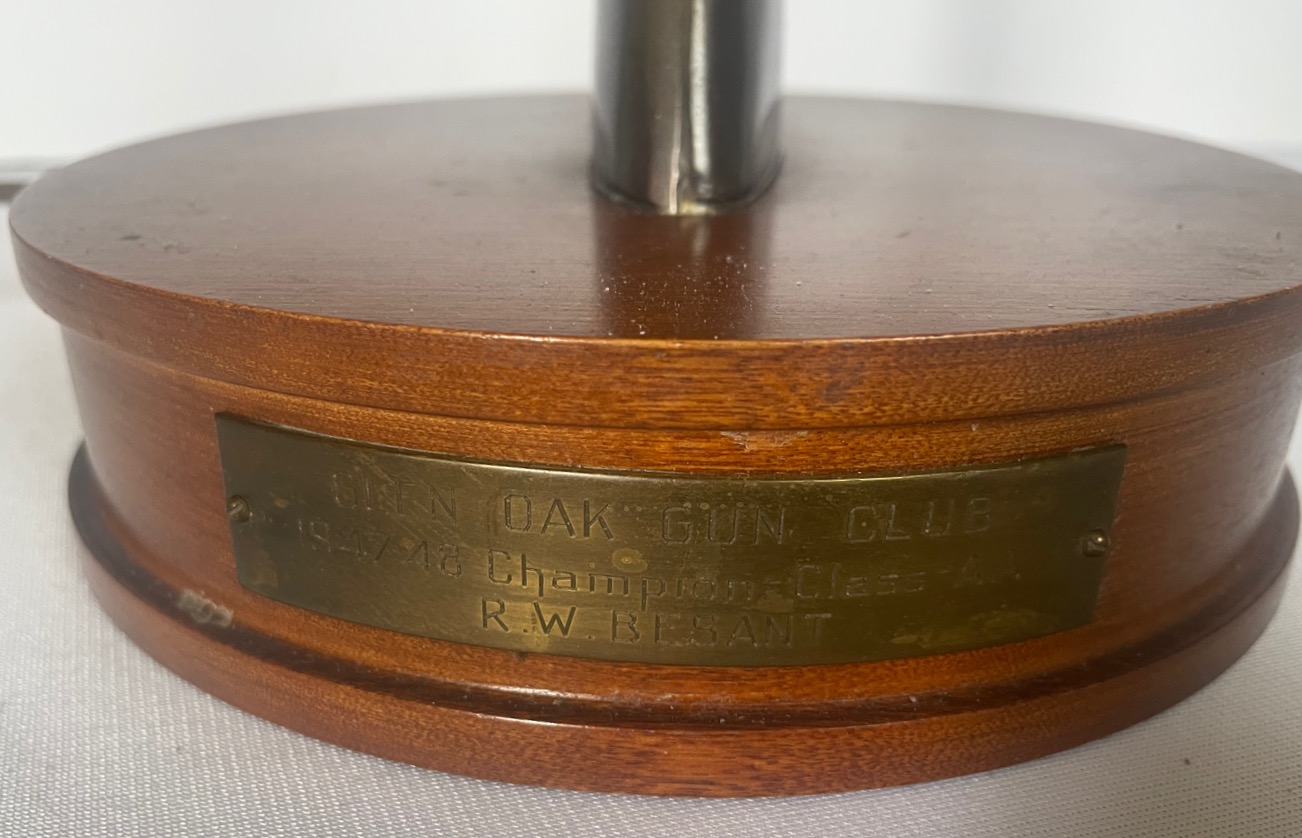 GLEN OAK GUN CLUB
1947-48 Champion-Class-A
R.W. BESANT